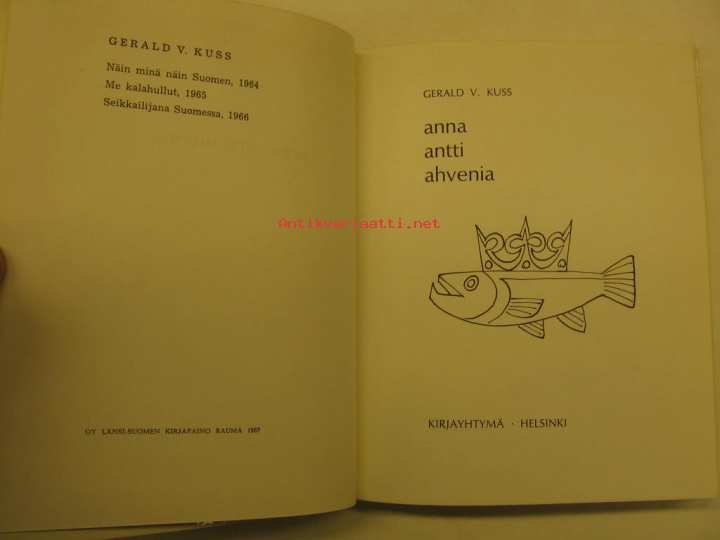 GERALD V. KUSS
Näin minä näin Suomen, 1964
Me kalahullut, 1965
Seikkailijana Suomessa, 1966
OY LÄNSI-SUOMEN KIRJAPAINO RAUMA 1967
GERALD V. KUSS
anna
antti
ahvenia
KIRJAYHTYMÄ · HELSINKI
Antikvariaatti.net